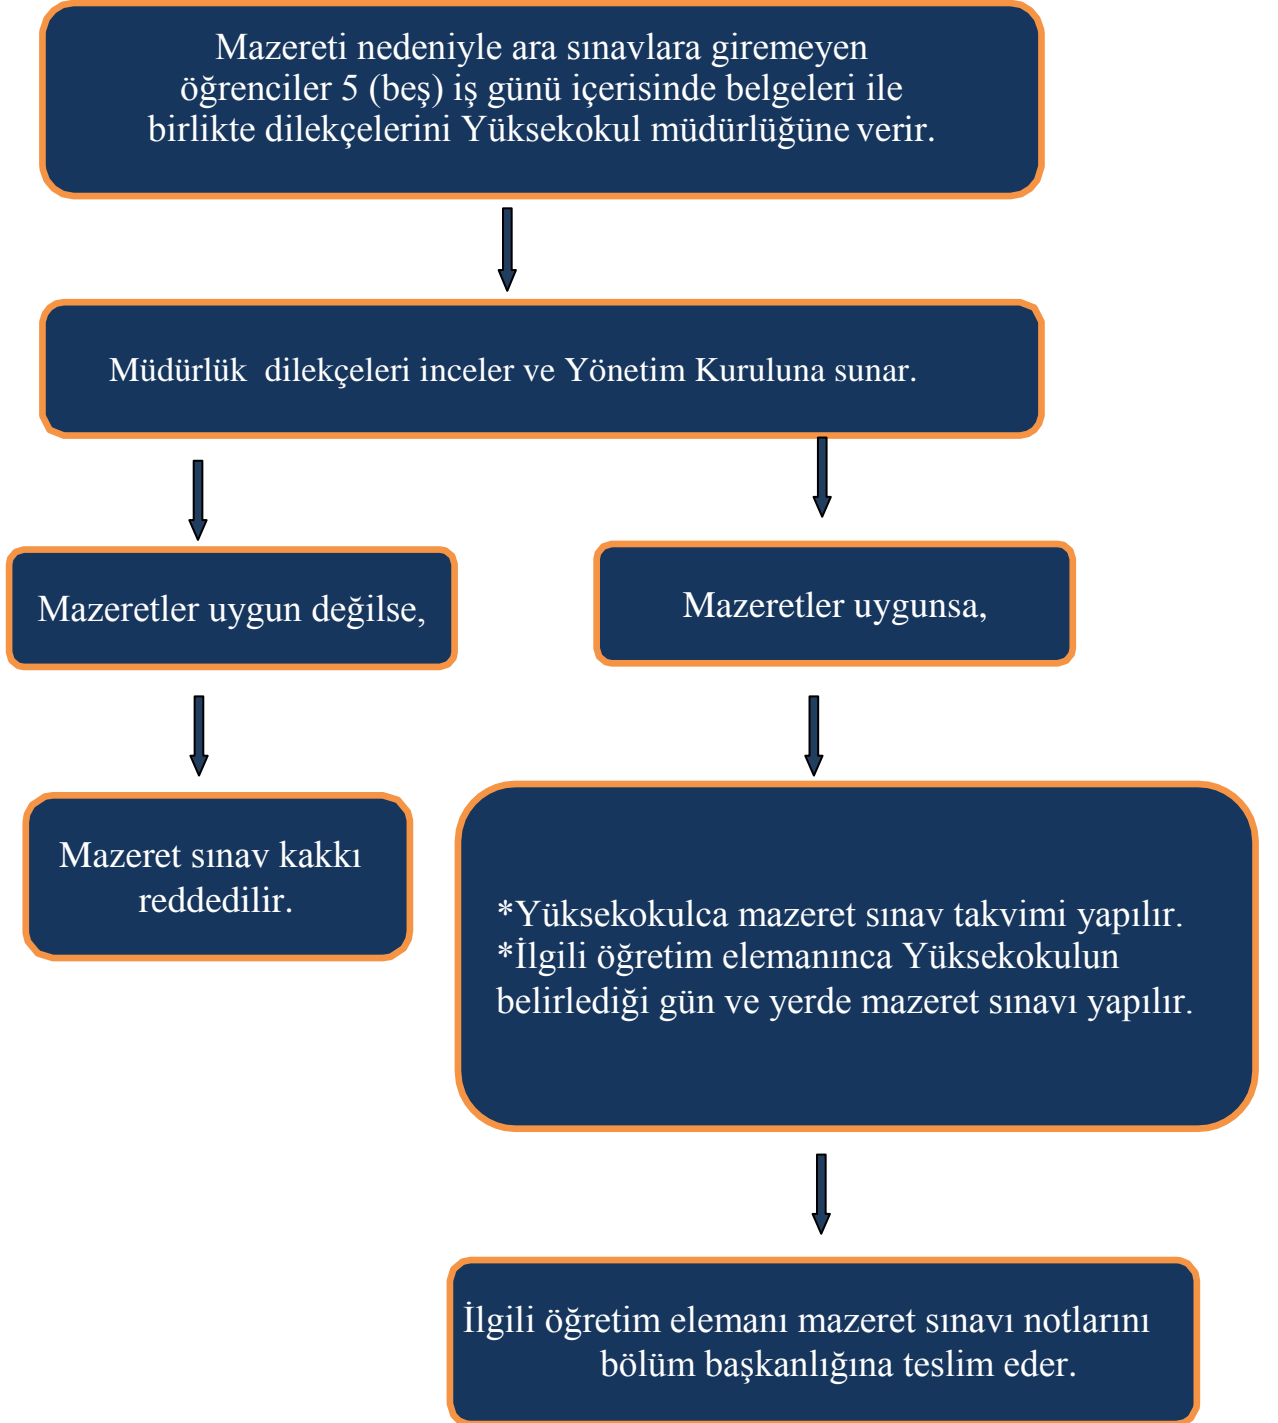 Mazereti nedeniyle ara sınavlara giremeyen
öğrenciler 5 (beş) iş günü içerisinde belgeleri ile
birlikte dilekçelerini Yüksekokul müdürlüğüne verir.
Müdürlük dilekçeleri inceler ve Yönetim Kuruluna sunar.
Mazeretler uygun değilse,
Mazeretler uygunsa,
Mazeret sınav kakkı
reddedilir.
*Yüksekokulca mazeret sınav takvimi yapılır.
*İlgili öğretim elemanınca Yüksekokulun
belirlediği gün ve yerde mazeret sınavı yapılır.
İlgili öğretim elemanı mazeret sınavı notlarını
bölüm başkanlığına teslim eder.